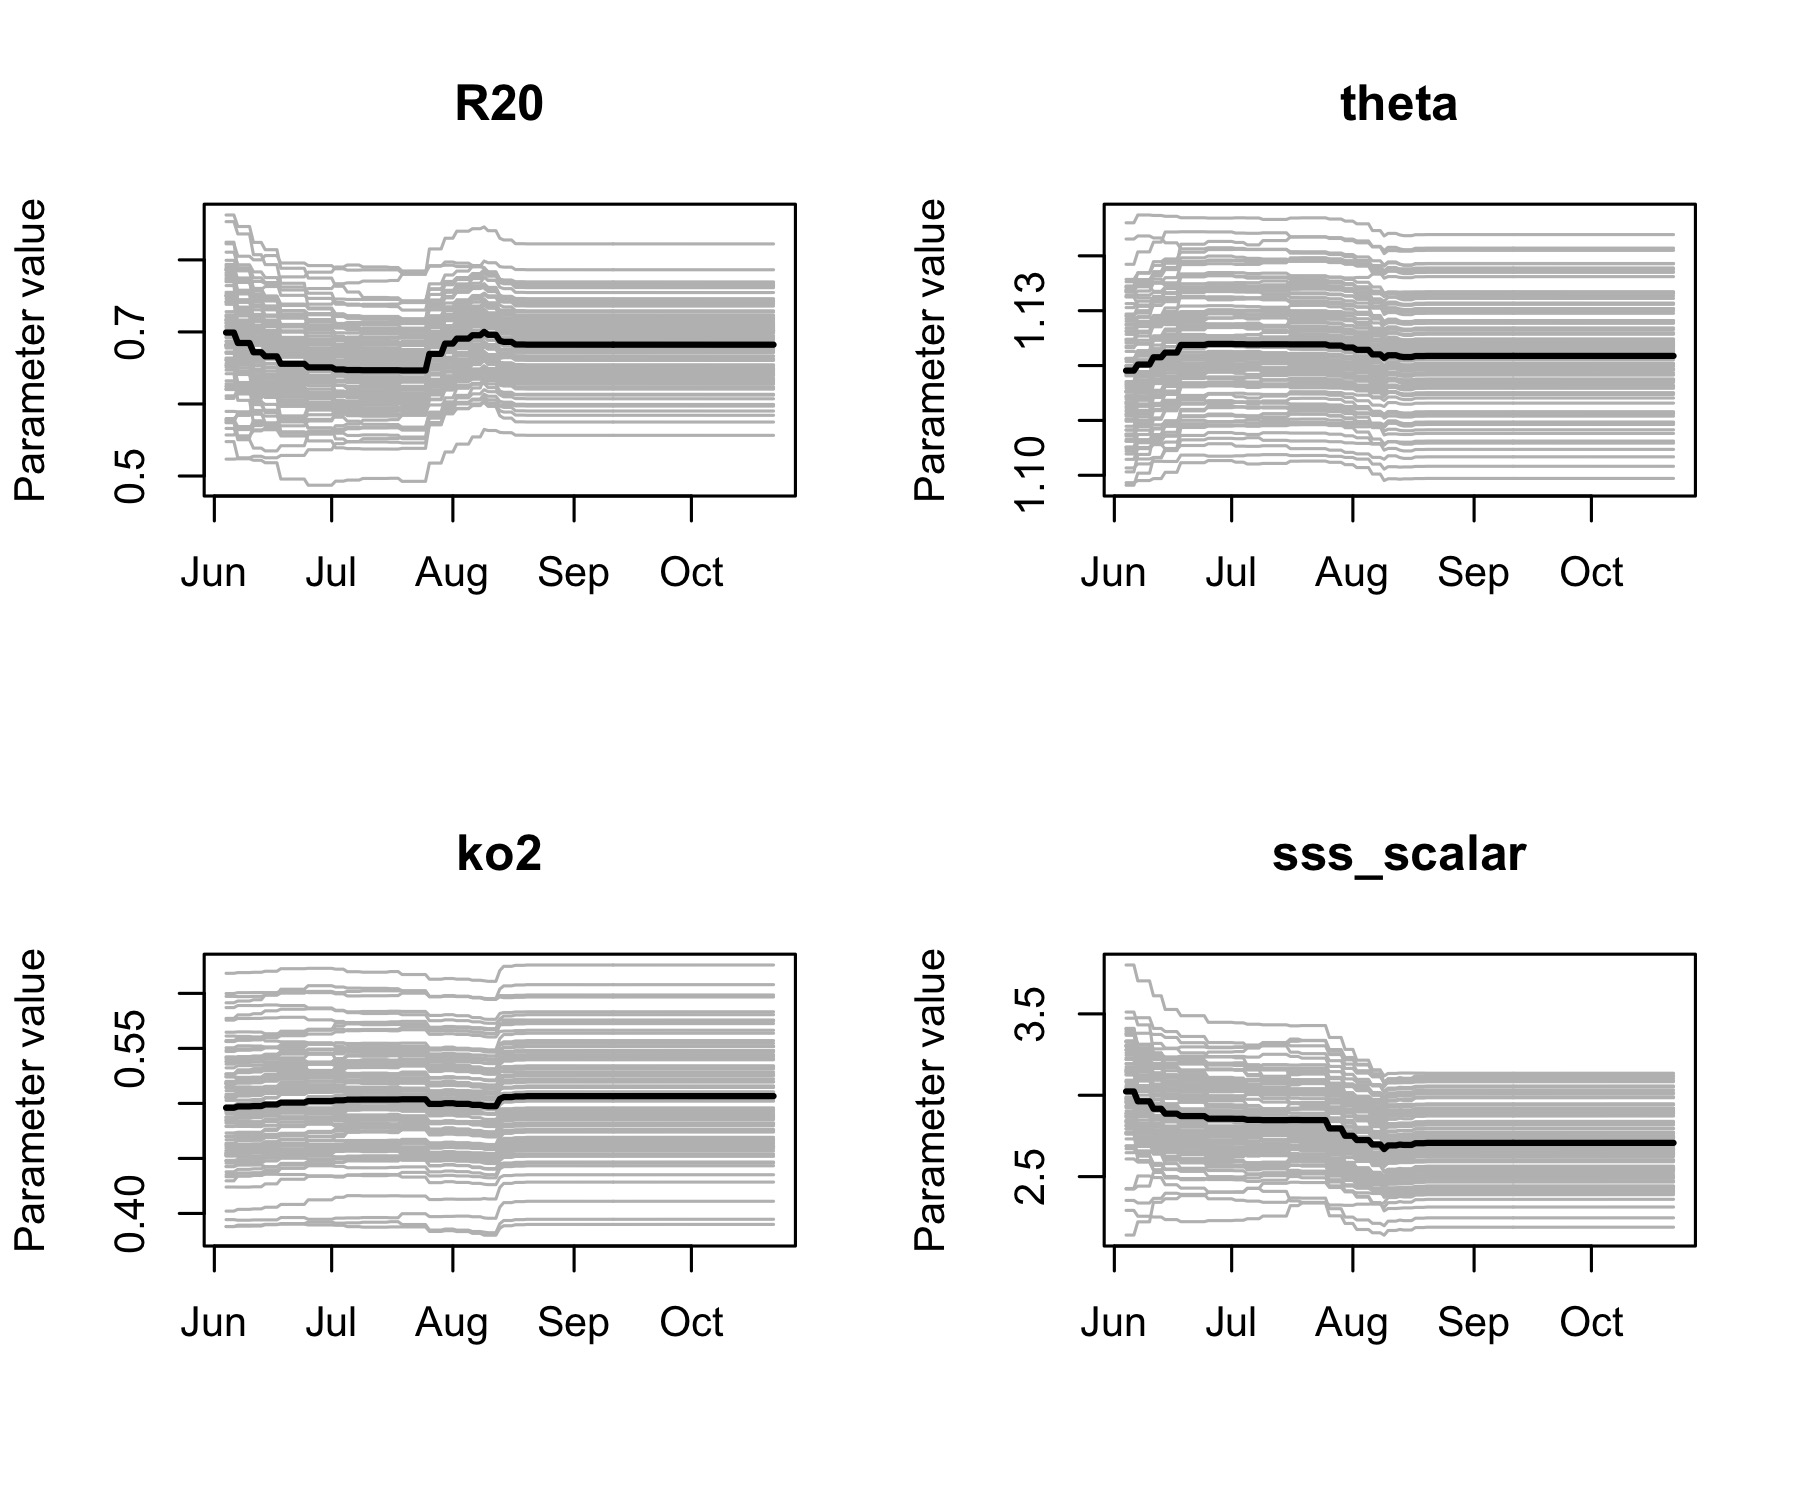 R20
Parameter value
0.7
0.5
Jun Jul Aug Sep Oct
theta
Parameter value
1.13
1.10
Jun Jul Aug Sep Oct
ko2
Parameter value
0.55
0.40
Jun Jul Aug Sep Oct
sss_scalar
Parameter value
3.5
2.5
Jun Jul Aug Sep Oct